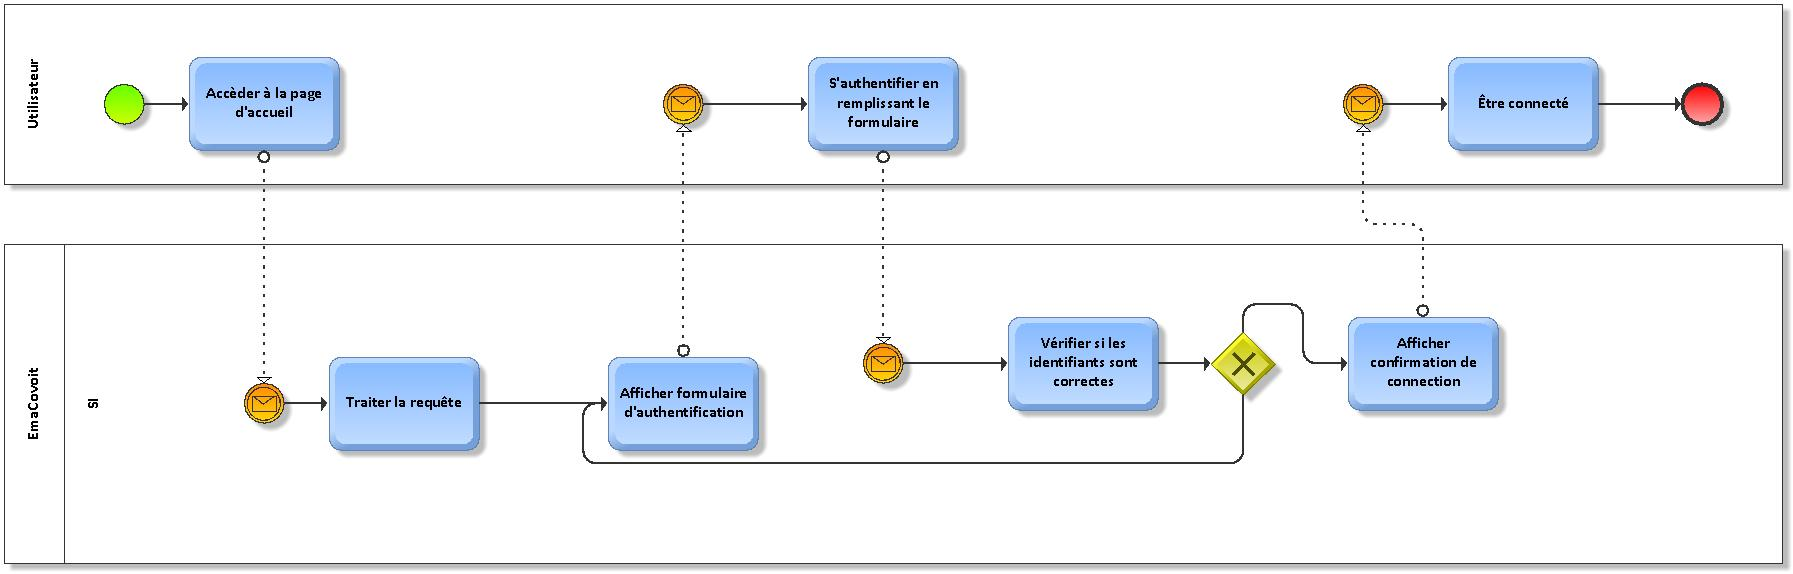 Utilisateur
Accèder à la page
d'accueil
S'authentifier en
remplissant le
formulaire
Être connecté
EmaCovoit
SI
Traiter la requête
Afficher formulaire
d'authentification
Vérifier si les
identifiants sont
correctes
Afficher
confirmation de
connection